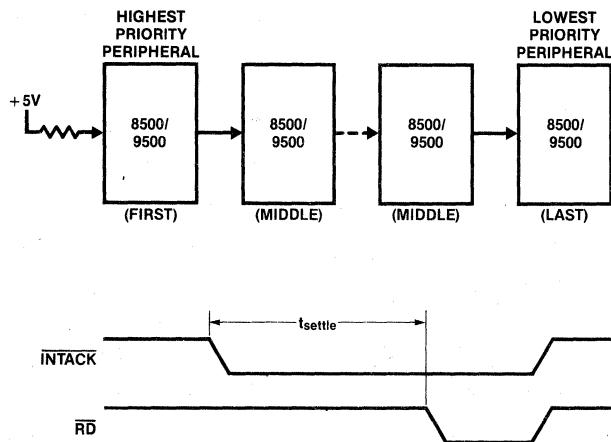 HIGHEST
PRIORITY
PERIPHERAL
LOWEST
PRIORITY
PERIPHERAL
+5V
8500/
9500
8500/
9500
8500/
9500
8500/
9500
(FIRST)
(MIDDLE)
(MIDDLE)
(LAST)
tsettle
INTACK
RD